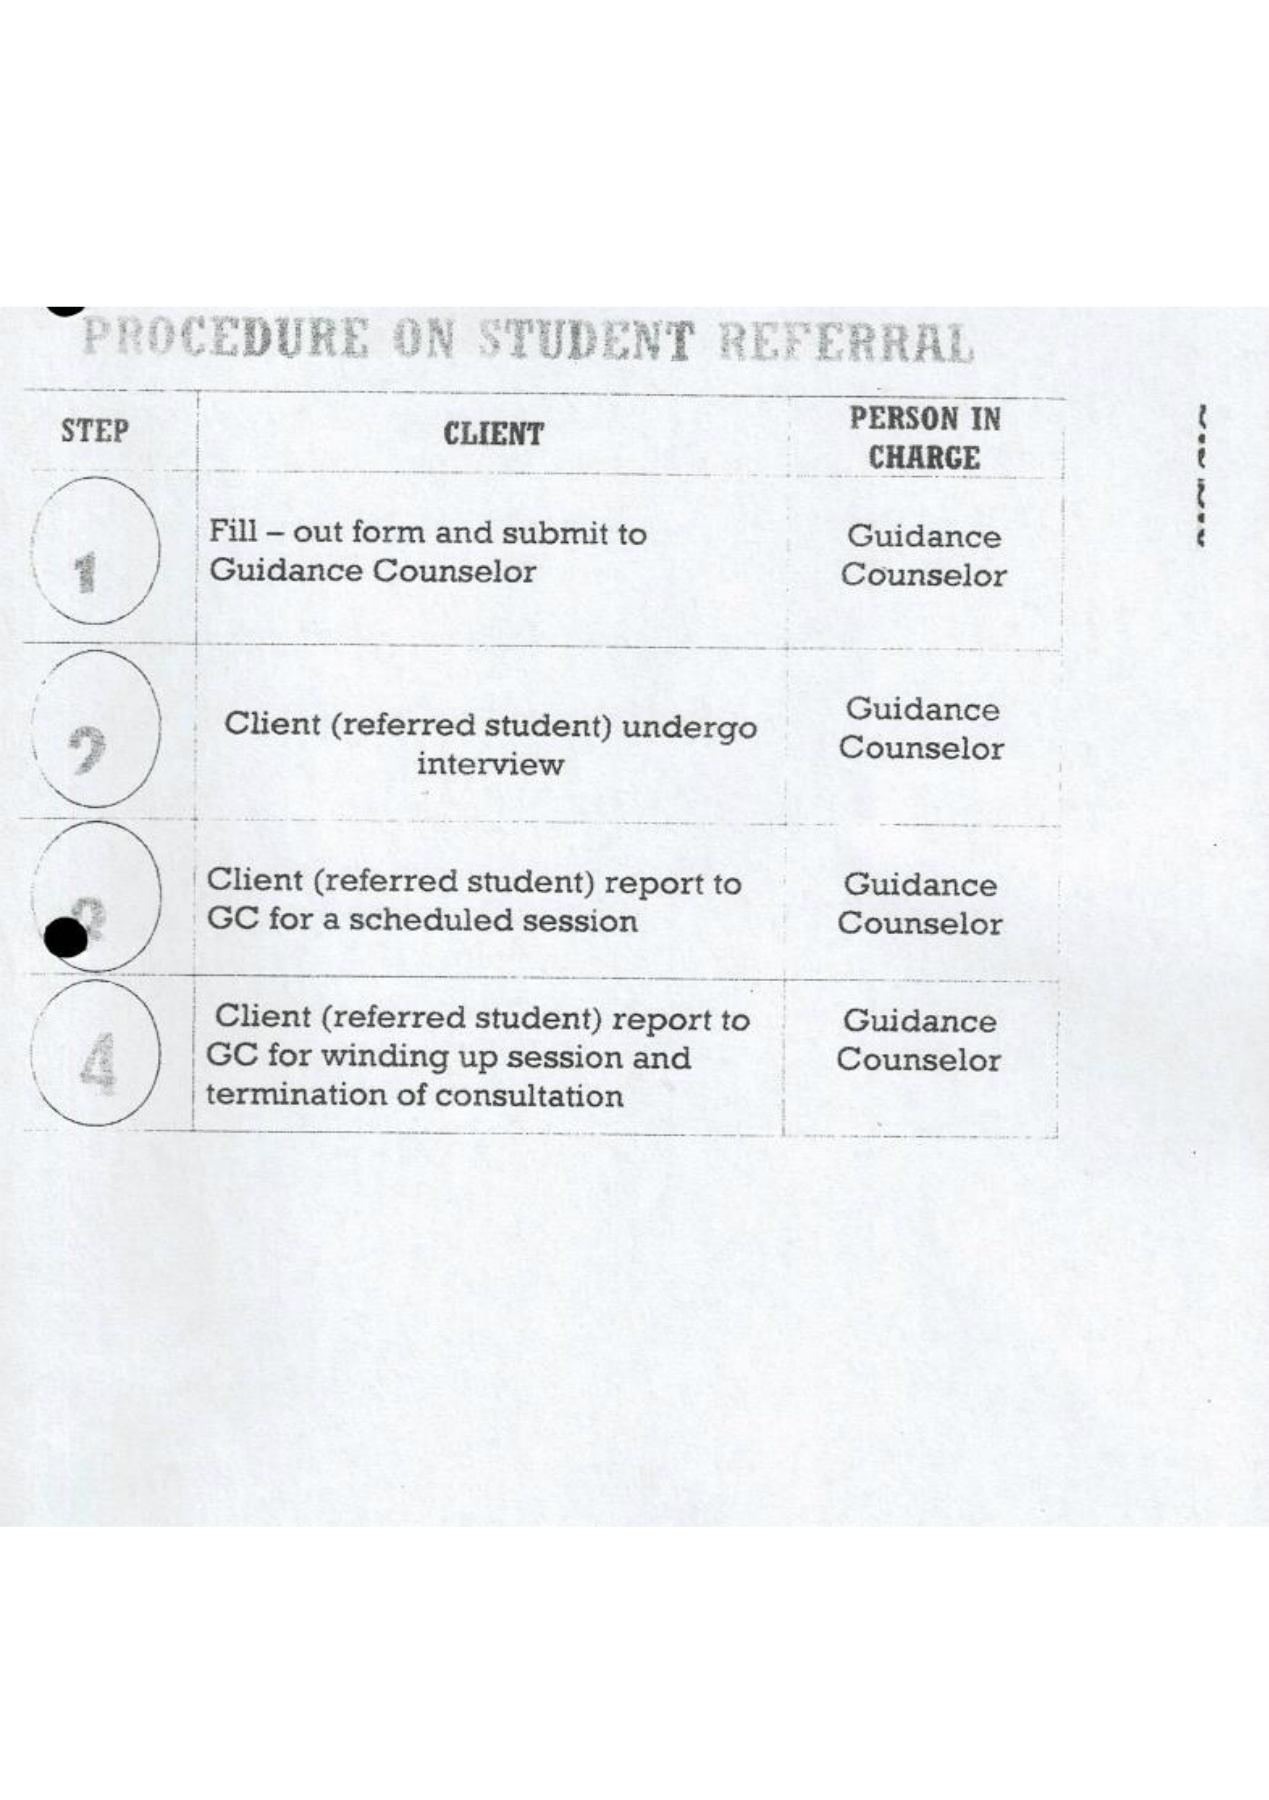 PROCEDURE ON STUDENT REFERRAL
STEP
CLIENT
PERSON IN
CHARGE
1
Fill – out form and submit to
Guidance Counselor
Guidance
Counselor
2
Client (referred student) undergo
interview
Guidance
Counselor
3
Client (referred student) report to
GC for a scheduled session
Guidance
Counselor
4
Client (referred student) report to
GC for winding up session and
termination of consultation
Guidance
Counselor